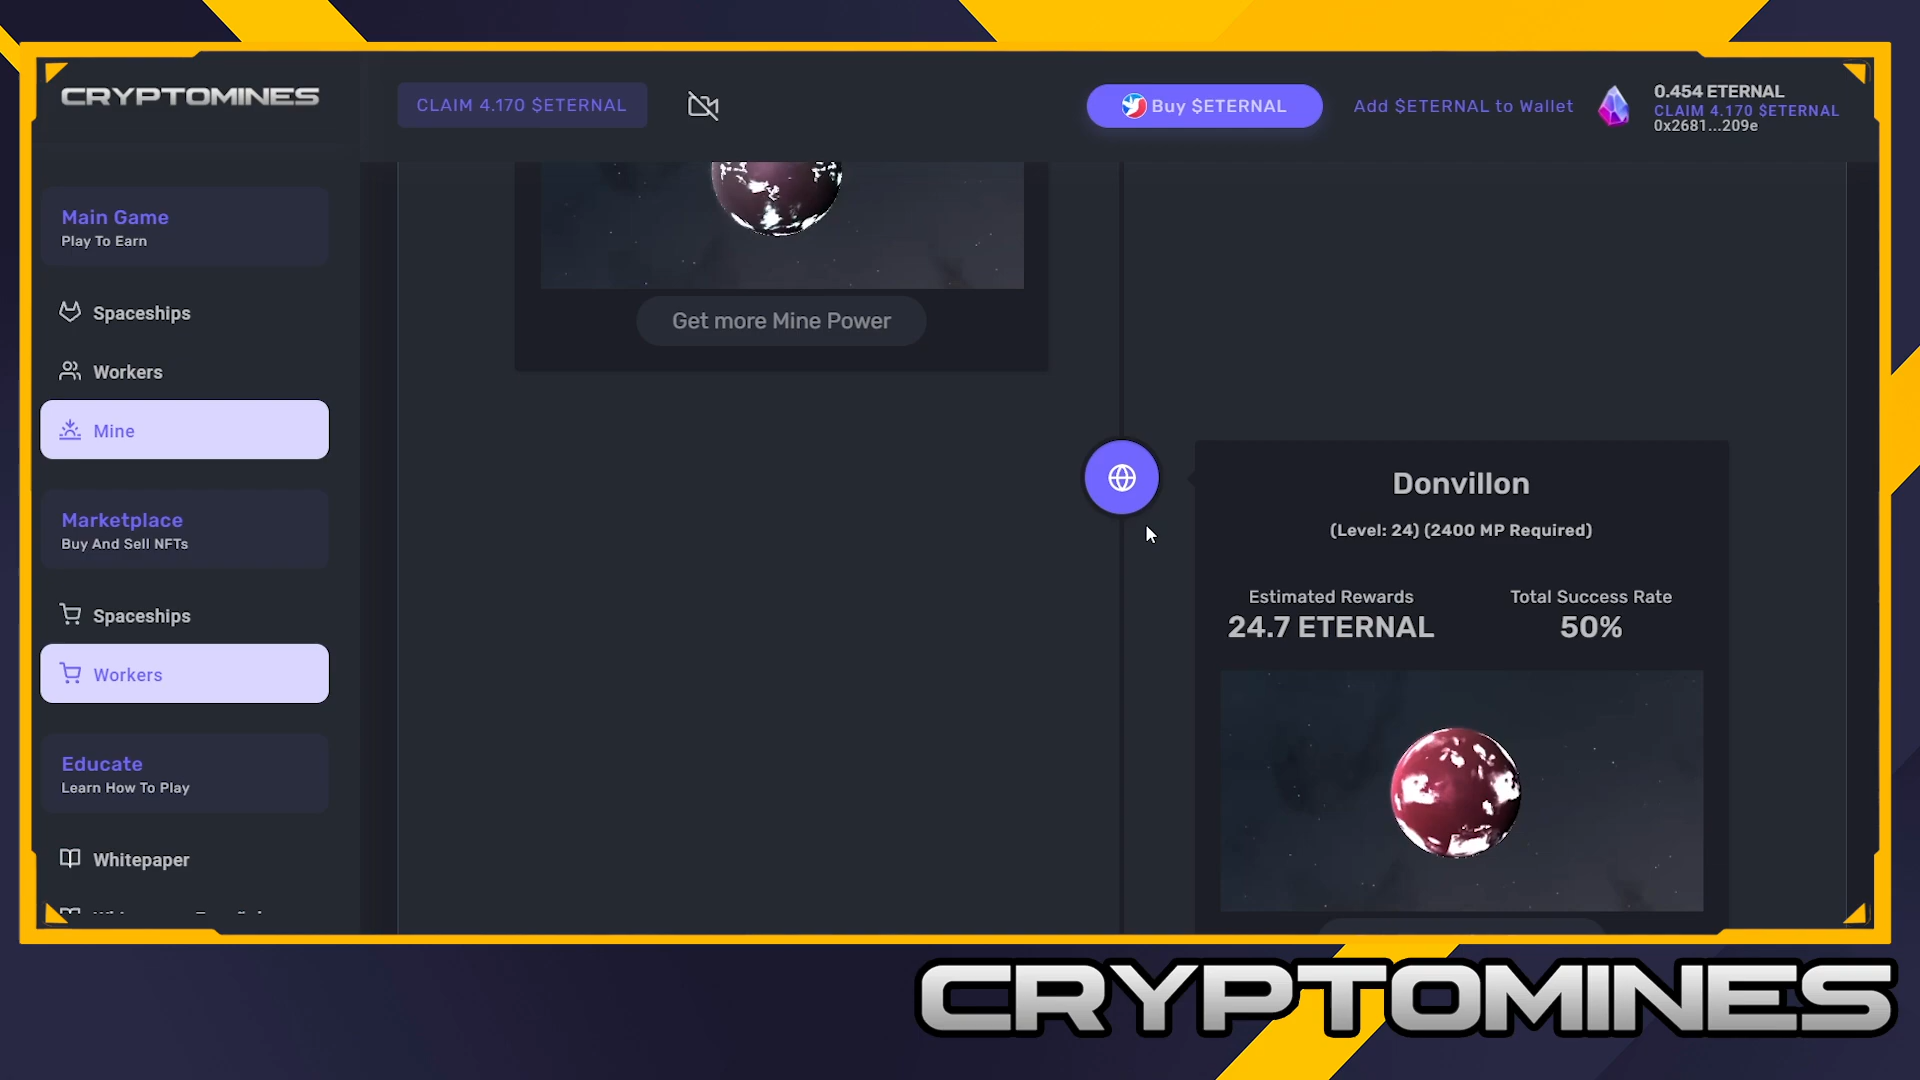 CRYPTOMINES
CLAIM 4.170 $ETERNAL
Buy $ETERNAL
Add $ETERNAL to Wallet
0.454 ETERNAL
CLAIM 4.170 $ETERNAL
0x2681...209e
Main Game
Play To Earn
Spaceships
Workers
Mine
Marketplace
Buy And Sell NFTs
Spaceships
Workers
Educate
Learn How To Play
Whitepaper
Get more Mine Power
Donvillon
(Level: 24) (2400 MP Required)
Estimated Rewards
24.7 ETERNAL
Total Success Rate
50%
CRYPTOMINES